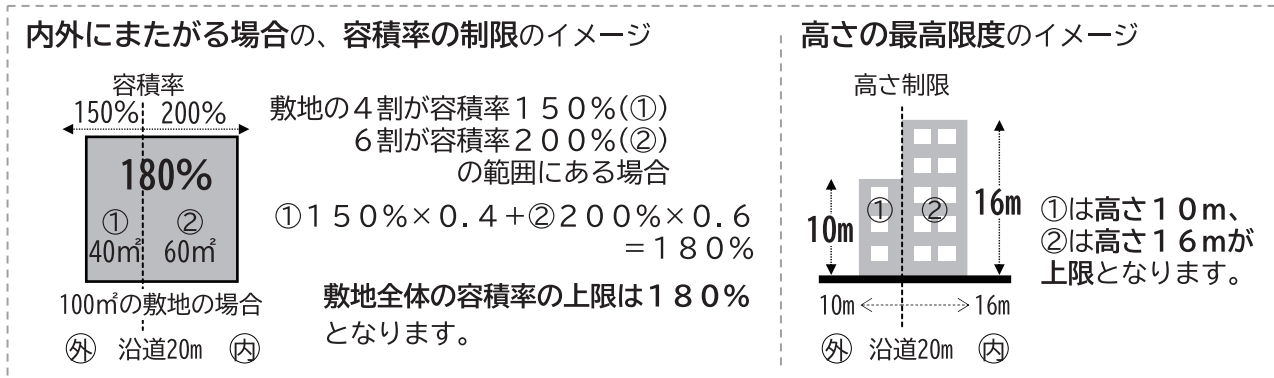 内外にまたがる場合の、容積率の制限のイメージ
容積率
150% 200%
180%
① ②
40㎡ 60㎡
100㎡の敷地の場合
外 沿道20m 内
敷地の４割が容積率１５０%(①)
６割が容積率２００%(②)
の範囲にある場合
①１５０%×０.４＋②２００%×０.６
＝１８０%
敷地全体の容積率の上限は１８０%
となります。
高さの最高限度のイメージ
高さ制限
① ②
10m
16m
10m 16m
外 沿道20m 内
①は高さ１０ｍ、
②は高さ１６ｍが
上限となります。